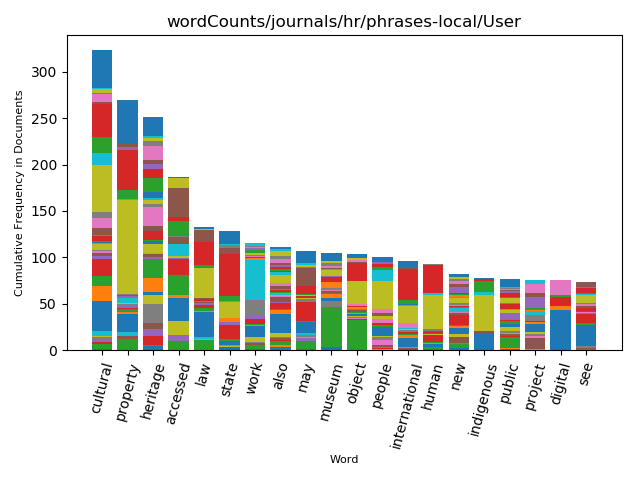 wordCounts/journals/hr/phrases-local/User
Cumulative Frequency in Documents
300
250
200
150
100
50
0
cultural
property
heritage
accessed
law
state
work
also
may
museum
object
people
international
human
new
indigenous
public
project
digital
see
Word